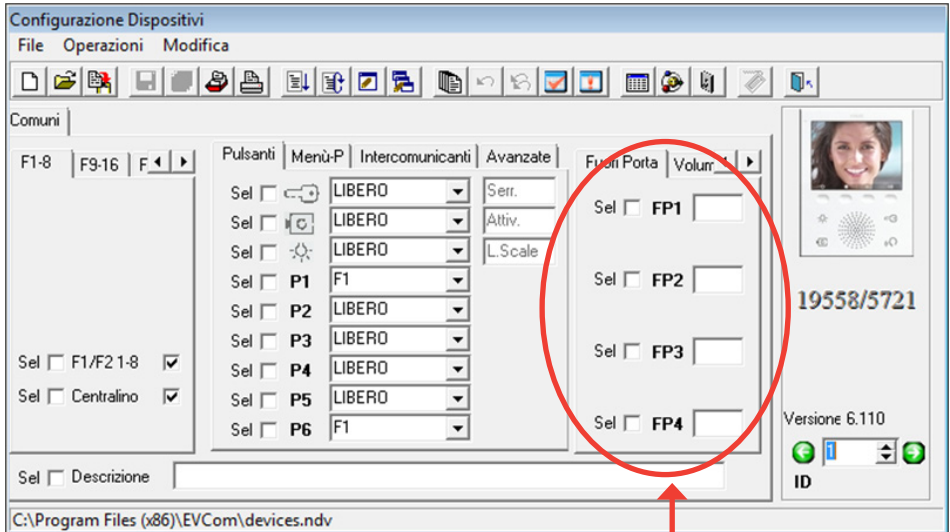 Configurazione Dispositivi
File Operazioni Modifica
Comuni
F1-8 F9-16 F
Pulsanti Menù-P Intercomunicanti Avanzate
Fuori Porta Volum
Sel LIBERO Serr.
Sel LIBERO Attiv.
Sel LIBERO L.Scale
Sel P1 F1
Sel P2 LIBERO
Sel P3 LIBERO
Sel P4 LIBERO
Sel P5 LIBERO
Sel P6 F1
Sel F1/F2 1-8
Sel Centralino
Sel FP1
Sel FP2
Sel FP3
Sel FP4
19558/5721
Versione 6.110
1
ID
Sel Descrizione
C:\Program Files (x86)\EVCom\devices.ndv